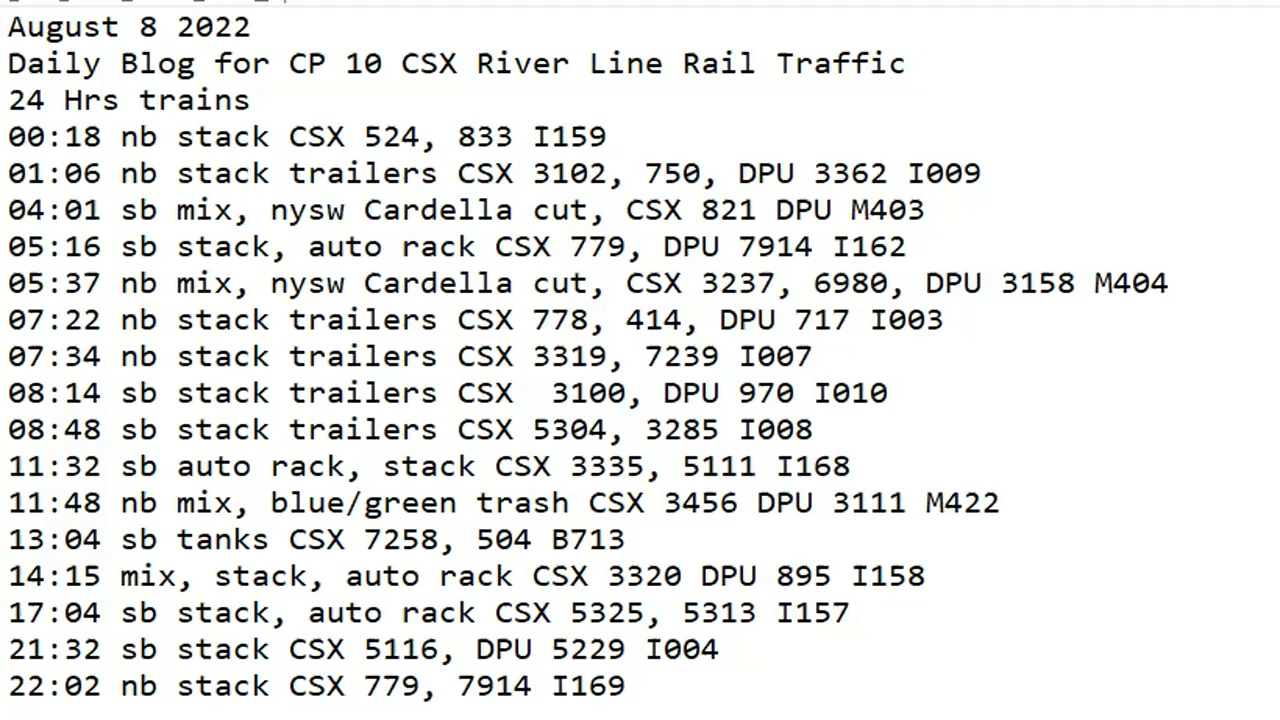 August 8 2022
Daily Blog for CP 10 CSX River Line Rail Traffic
24 Hrs trains
00:18 nb stack CSX 524, 833 I159
01:06 nb stack trailers CSX 3102, 750, DPU 3362 I009
04:01 sb mix, nysw Cardella cut, CSX 821 DPU M403
05:16 sb stack, auto rack CSX 779, DPU 7914 I162
05:37 nb mix, nysw Cardella cut, CSX 3237, 6980, DPU 3158 M404
07:22 nb stack trailers CSX 778, 414, DPU 717 I003
07:34 nb stack trailers CSX 3319, 7239 I007
08:14 sb stack trailers CSX  3100, DPU 970 I010
08:48 sb stack trailers CSX 5304, 3285 I008
11:32 sb auto rack, stack CSX 3335, 5111 I168
11:48 nb mix, blue/green trash CSX 3456 DPU 3111 M422
13:04 sb tanks CSX 7258, 504 B713
14:15 mix, stack, auto rack CSX 3320 DPU 895 I158
17:04 sb stack, auto rack CSX 5325, 5313 I157
21:32 sb stack CSX 5116, DPU 5229 I004
22:02 nb stack CSX 779, 7914 I169